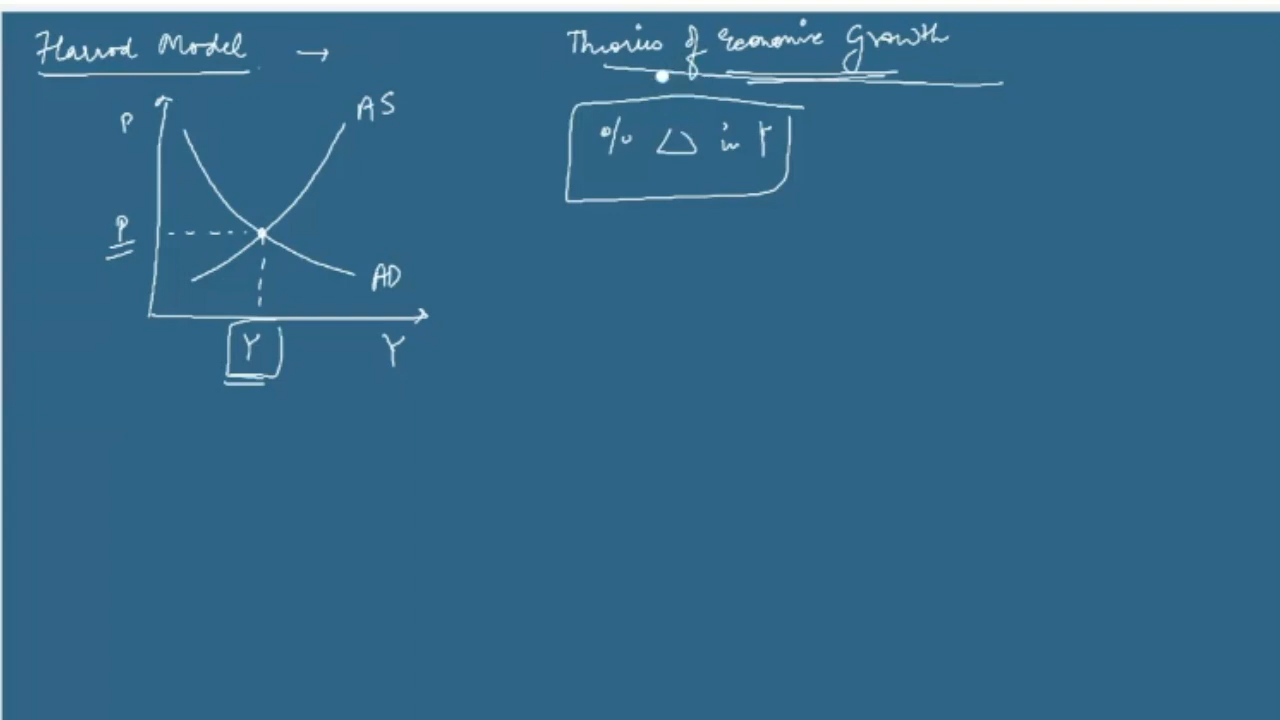 Harrod Model →
Theories of Economic Growth
% △ in Y
P
AS
P
AD
Y
Y